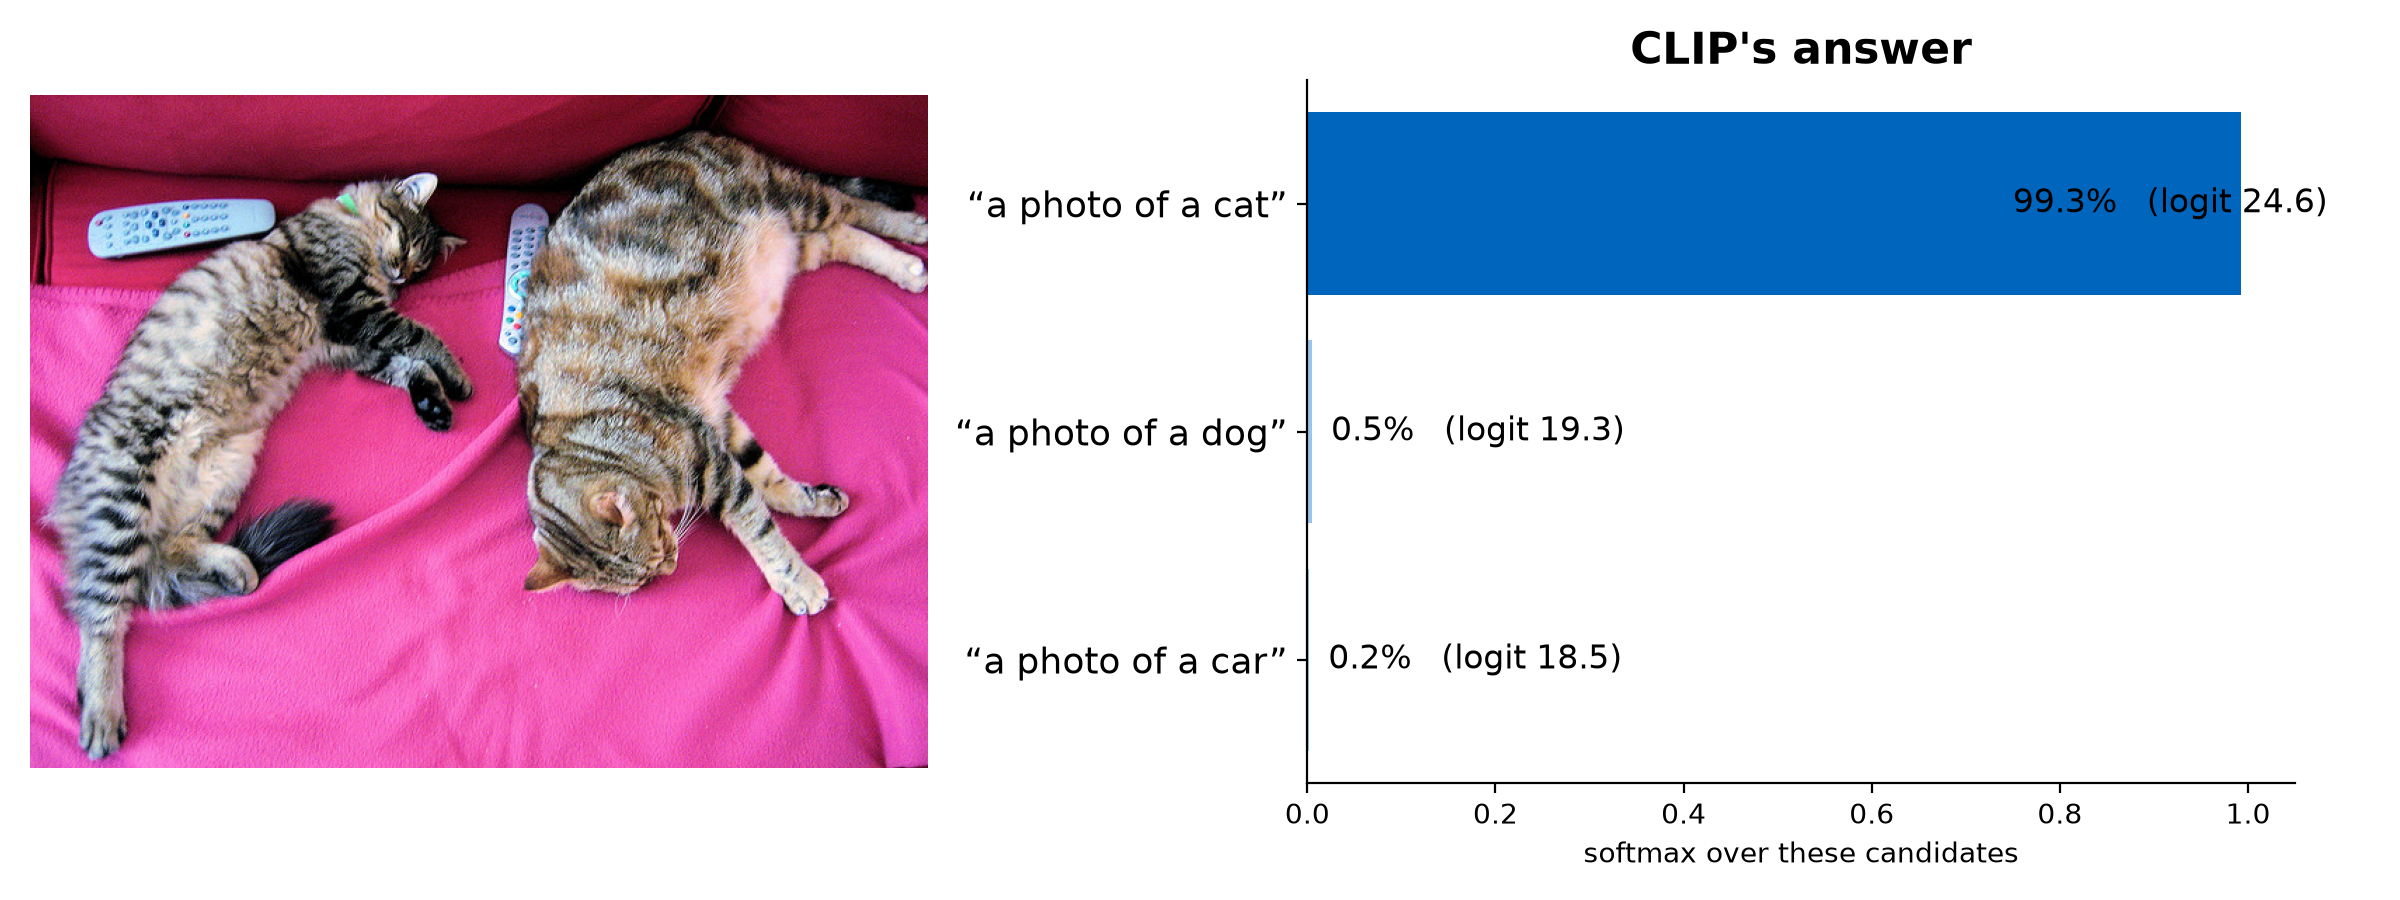 CLIP's answer
“a photo of a cat”
99.3%   (logit 24.6)
“a photo of a dog”
0.5%   (logit 19.3)
“a photo of a car”
0.2%   (logit 18.5)
0.0 0.2 0.4 0.6 0.8 1.0
softmax over these candidates